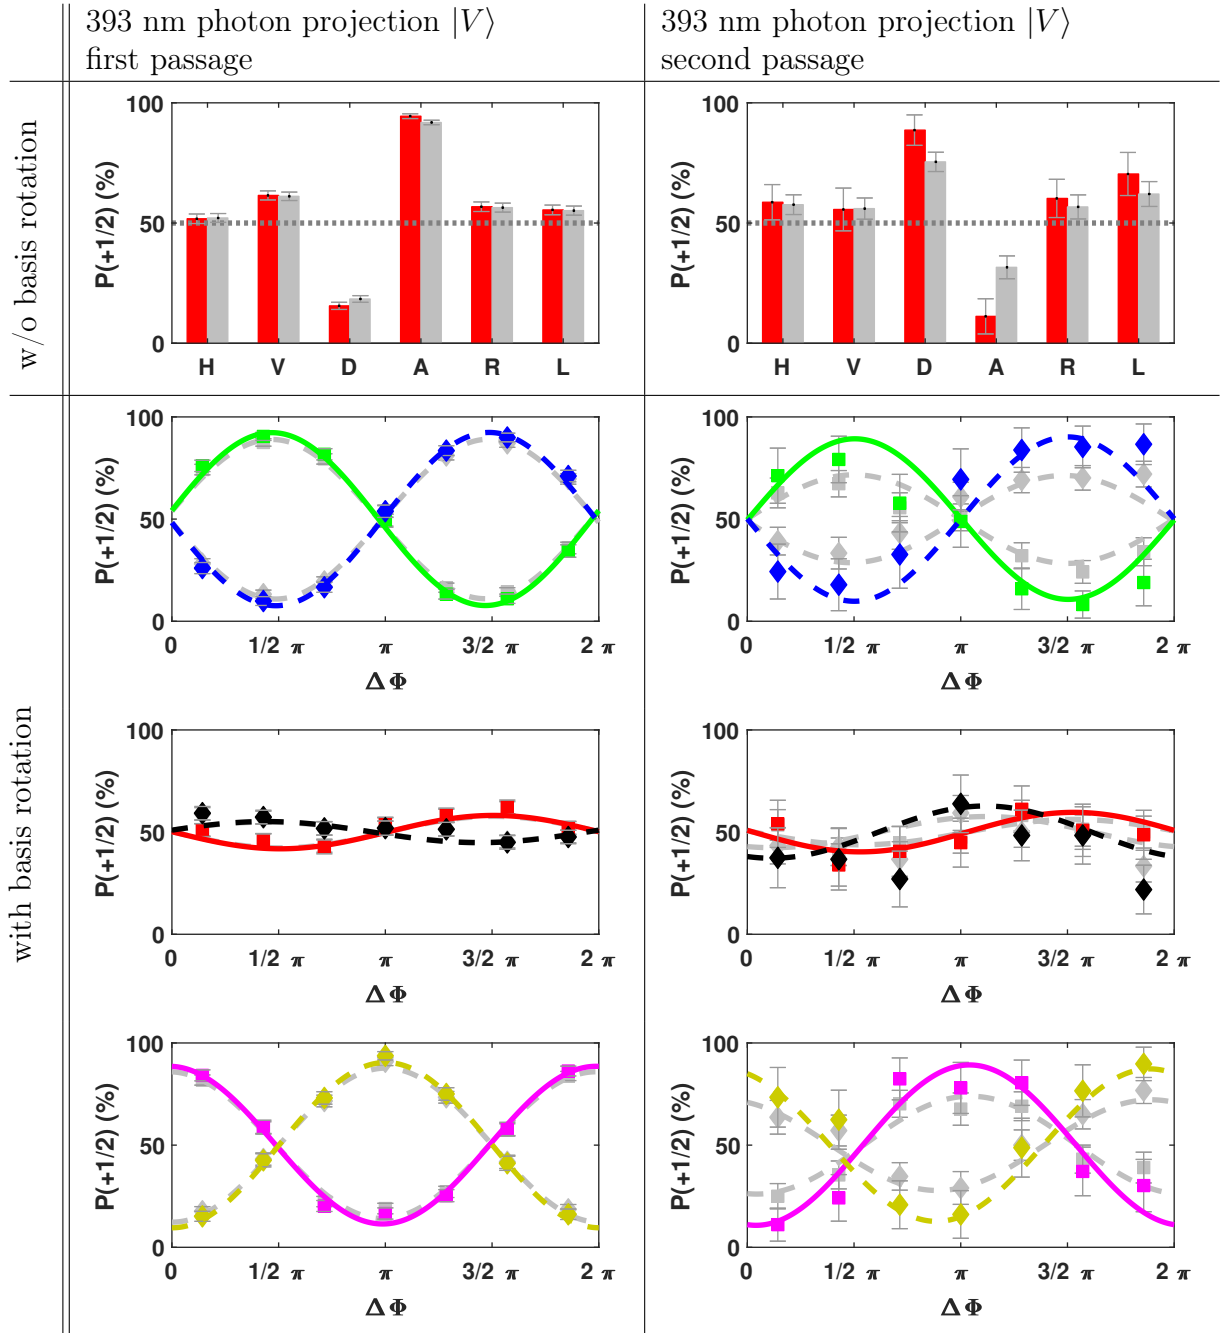 393 nm photon projection |V⟩
first passage
393 nm photon projection |V⟩
second passage
w/o basis rotation
P(+1/2) (%)
100
50
0
H V D A R L
P(+1/2) (%)
100
50
0
H V D A R L
with basis rotation
P(+1/2) (%)
100
50
0
0 1/2 π π 3/2 π 2 π
ΔΦ
P(+1/2) (%)
100
50
0
0 1/2 π π 3/2 π 2 π
ΔΦ
P(+1/2) (%)
100
50
0
0 1/2 π π 3/2 π 2 π
ΔΦ
P(+1/2) (%)
100
50
0
0 1/2 π π 3/2 π 2 π
ΔΦ
P(+1/2) (%)
100
50
0
0 1/2 π π 3/2 π 2 π
ΔΦ
P(+1/2) (%)
100
50
0
0 1/2 π π 3/2 π 2 π
ΔΦ